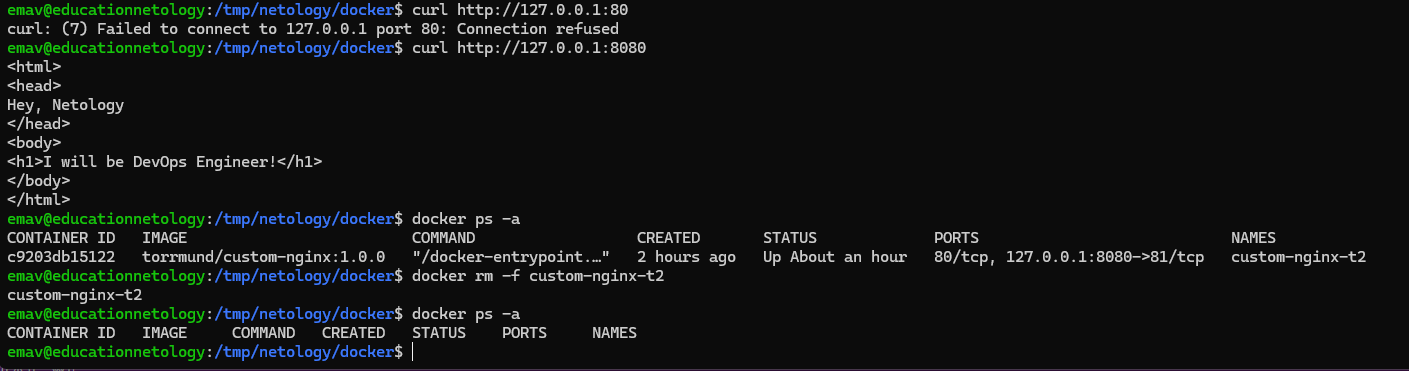 emav@educationnetology:/tmp/netology/docker$ curl http://127.0.0.1:80
curl: (7) Failed to connect to 127.0.0.1 port 80: Connection refused
emav@educationnetology:/tmp/netology/docker$ curl http://127.0.0.1:8080
<html>
<head>
Hey, Netology
</head>
<body>
<h1>I will be DevOps Engineer!</h1>
</body>
</html>
emav@educationnetology:/tmp/netology/docker$ docker ps -a
CONTAINER ID   IMAGE                         COMMAND                  CREATED       STATUS             PORTS                            NAMES
c9203db15122   torrmund/custom-nginx:1.0.0   "/docker-entrypoint.…"   2 hours ago   Up About an hour   80/tcp, 127.0.0.1:8080->81/tcp   custom-nginx-t2
emav@educationnetology:/tmp/netology/docker$ docker rm -f custom-nginx-t2
custom-nginx-t2
emav@educationnetology:/tmp/netology/docker$ docker ps -a
CONTAINER ID   IMAGE     COMMAND   CREATED   STATUS    PORTS     NAMES
emav@educationnetology:/tmp/netology/docker$